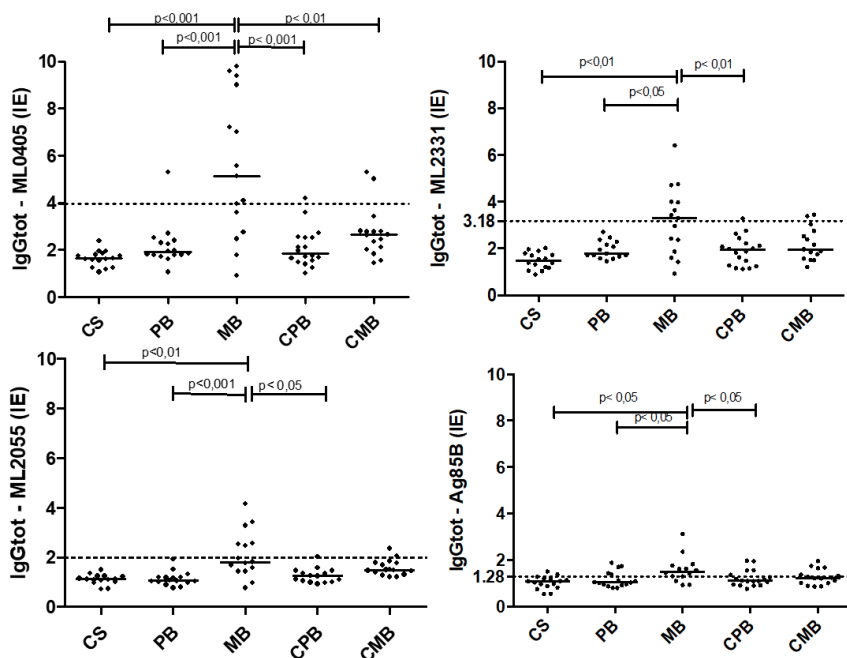 p<0,001
p<0,01
p<0,001
p< 0,001
IgGtot - ML0405 (IE)
10
8
6
4
2
0
CS
PB
MB
CPB
CMB
p<0,01
p< 0,01
p<0,05
IgGtot - ML2331 (IE)
10
8
6
4
3.18
2
0
CS
PB
MB
CPB
CMB
p<0,01
p<0,001
p< 0,05
IgGtot - ML2055 (IE)
10
8
6
4
2
0
CS
PB
MB
CPB
CMB
p< 0,05
p< 0,05
p< 0,05
IgGtot - Ag85B (IE)
10
8
6
4
2
1.28
0
CS
PB
MB
CPB
CMB